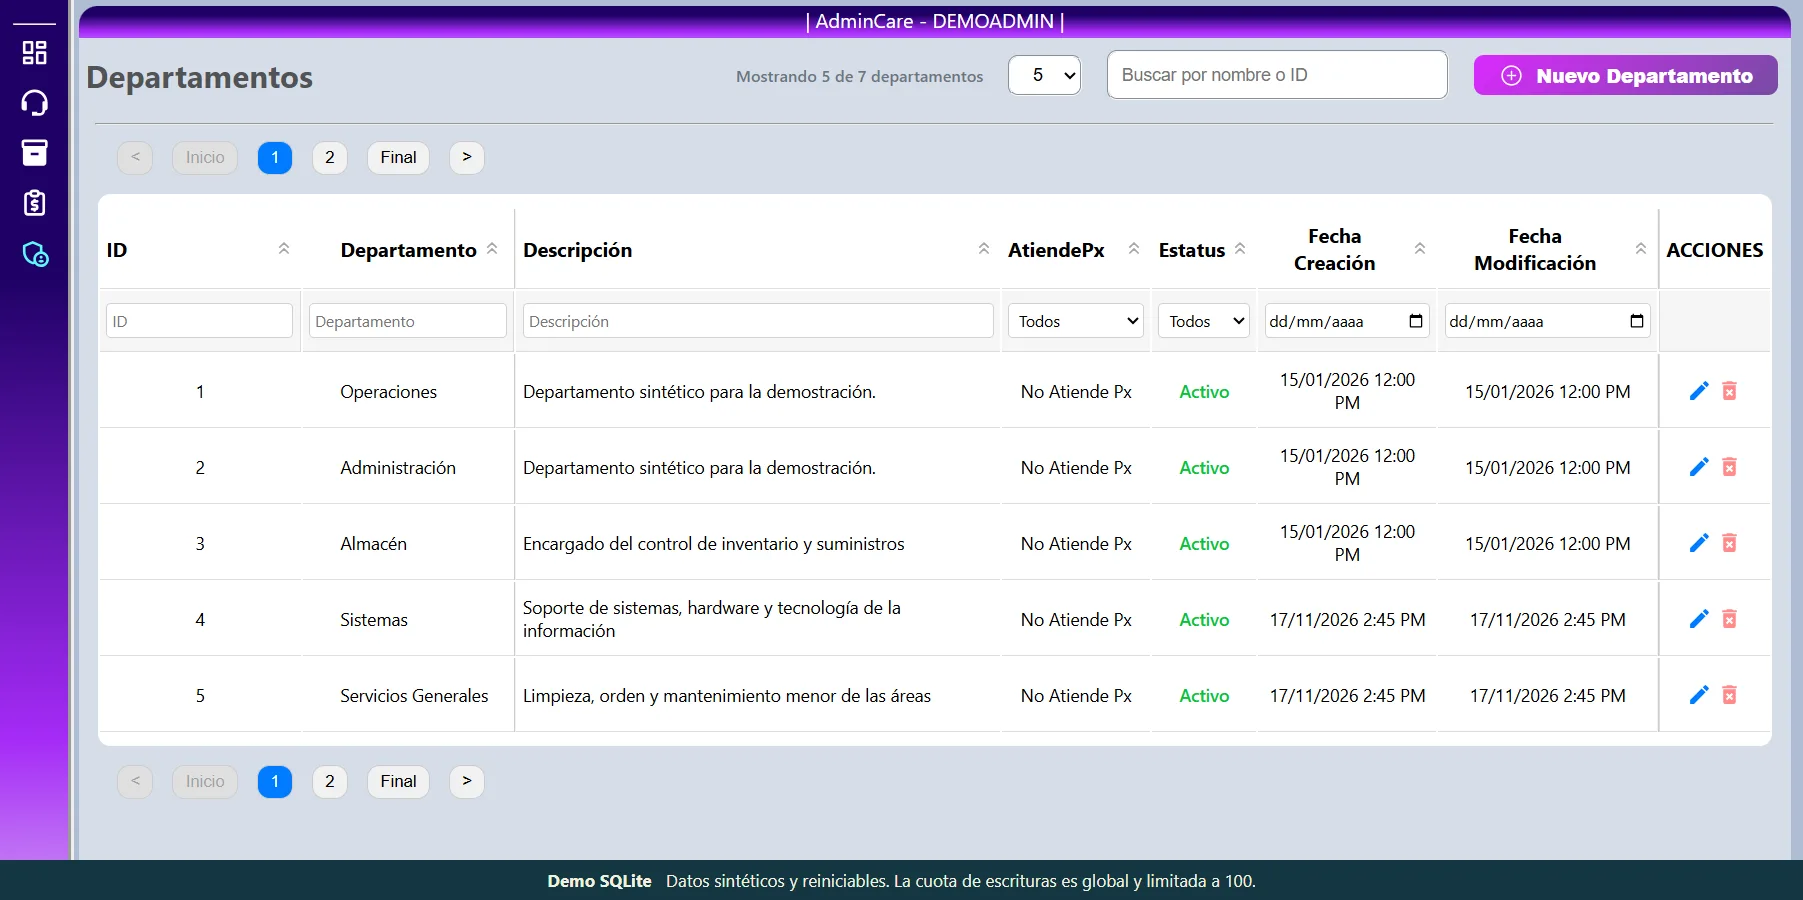 | AdminCare - DEMOADMIN |
Departamentos
Mostrando 5 de 7 departamentos
5
Buscar por nombre o ID
Nuevo Departamento
< Inicio 1 2 Final >
ID Departamento Descripción AtiendePx Estatus Fecha Creación Fecha Modificación ACCIONES
ID Departamento Descripción Todos Todos dd/mm/aaaa dd/mm/aaaa
1 Operaciones Departamento sintético para la demostración. No Atiende Px Activo 15/01/2026 12:00 PM 15/01/2026 12:00 PM
2 Administración Departamento sintético para la demostración. No Atiende Px Activo 15/01/2026 12:00 PM 15/01/2026 12:00 PM
3 Almacén Encargado del control de inventario y suministros No Atiende Px Activo 15/01/2026 12:00 PM 15/01/2026 12:00 PM
4 Sistemas Soporte de sistemas, hardware y tecnología de la información No Atiende Px Activo 17/11/2026 2:45 PM 17/11/2026 2:45 PM
5 Servicios Generales Limpieza, orden y mantenimiento menor de las áreas No Atiende Px Activo 17/11/2026 2:45 PM 17/11/2026 2:45 PM
< Inicio 1 2 Final >
Demo SQLite Datos sintéticos y reiniciables. La cuota de escrituras es global y limitada a 100.